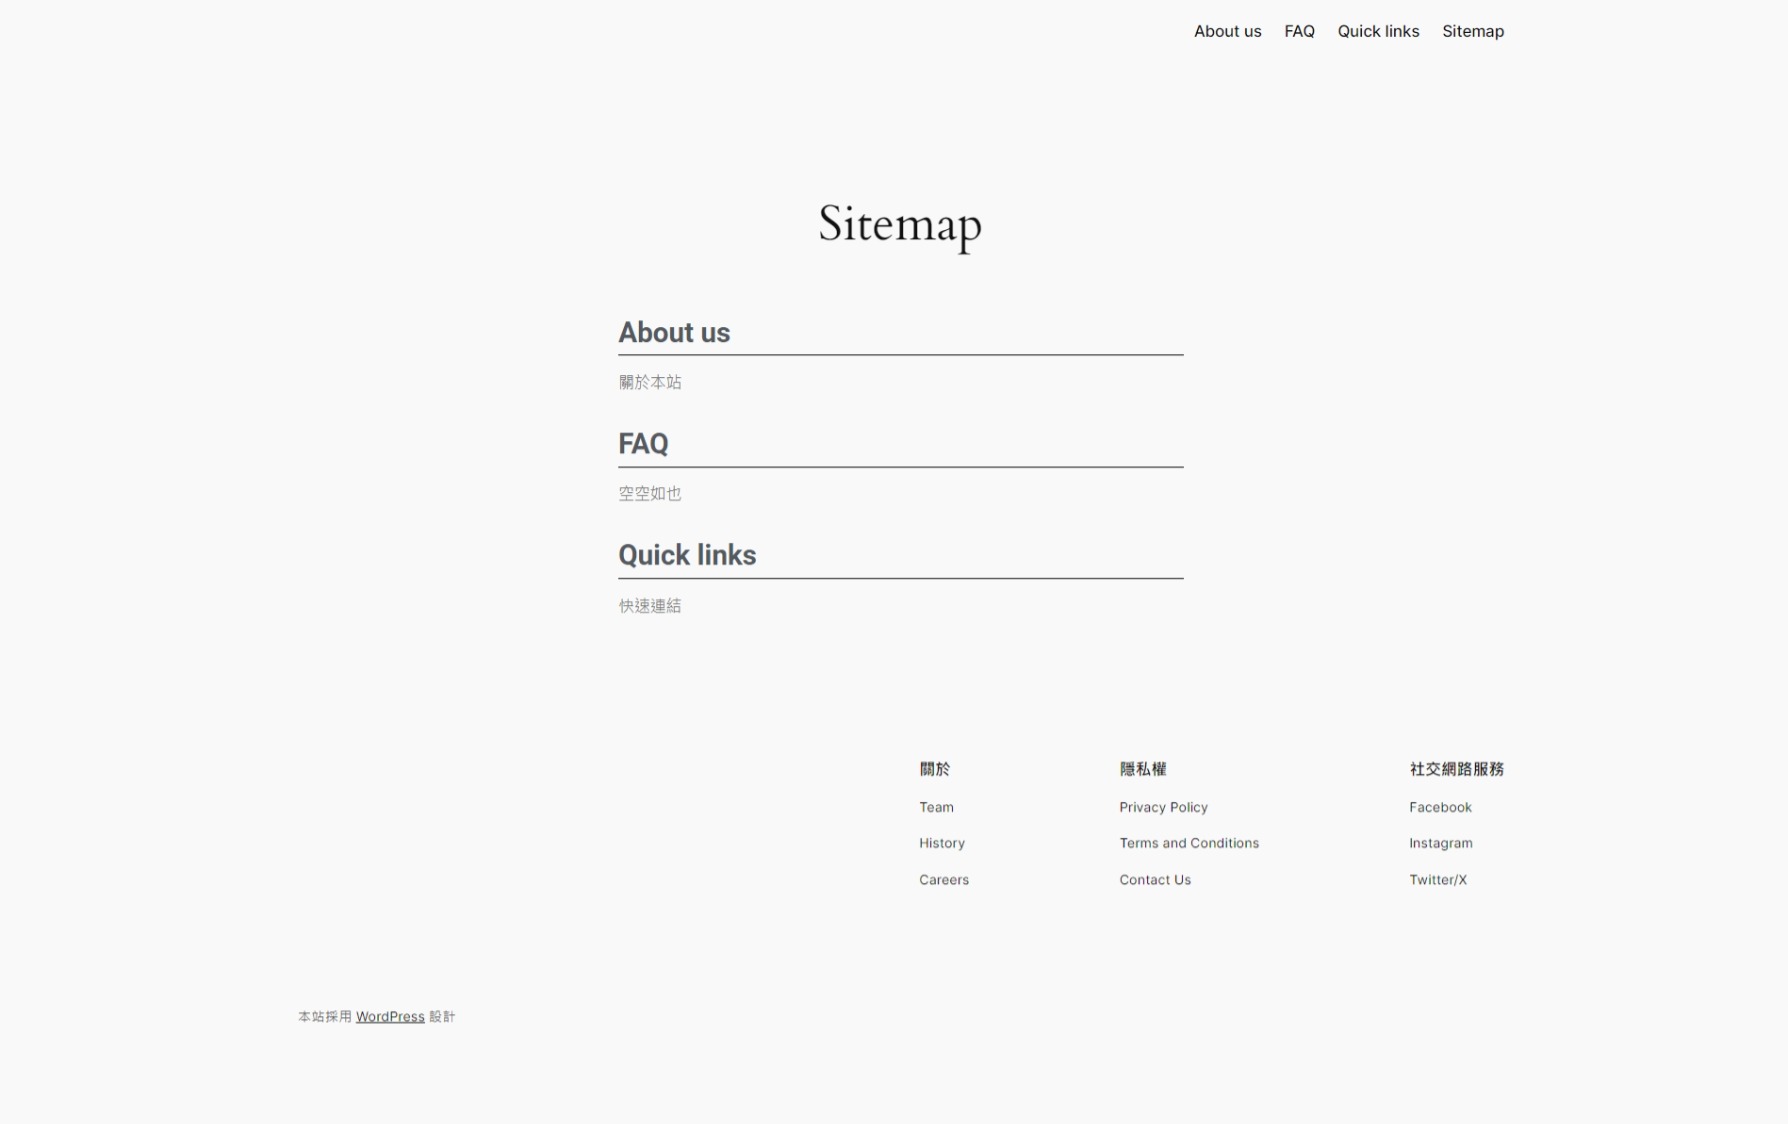 About us FAQ Quick links Sitemap
Sitemap
About us
關於本站
FAQ
空空如也
Quick links
快速連結
關於
Team
History
Careers
隱私權
Privacy Policy
Terms and Conditions
Contact Us
社交網路服務
Facebook
Instagram
Twitter/X
本站採用 WordPress 設計